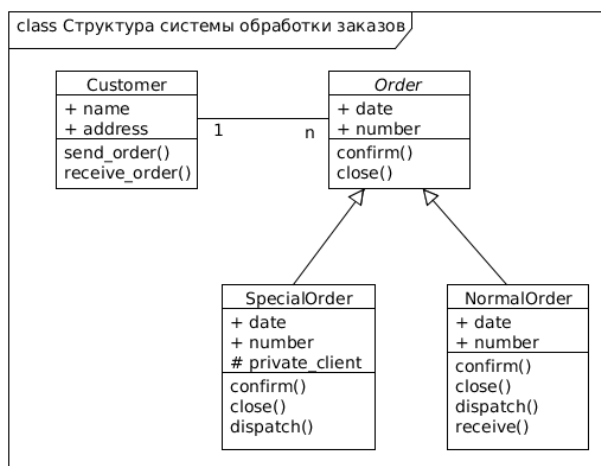 class Структура системы обработки заказов
Customer
+ name
+ address
send_order()
receive_order()
1
n
Order
+ date
+ number
confirm()
close()
SpecialOrder
+ date
+ number
# private_client
confirm()
close()
dispatch()
NormalOrder
+ date
+ number
confirm()
close()
dispatch()
receive()